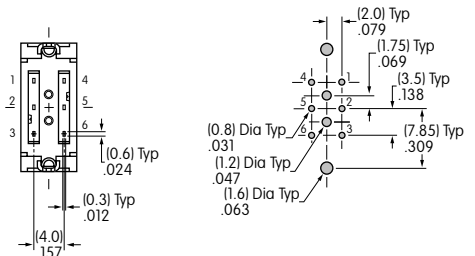 1 4
2 5
3 6
(0.6) Typ
.024
(0.3) Typ
.012
(4.0)
.157
(2.0) Typ
.079
(1.75) Typ
.069
(3.5) Typ
.138
4 1
5 2
6 3
(0.8) Dia Typ
.031
(7.85) Typ
.309
(1.2) Dia Typ
.047
(1.6) Dia Typ
.063